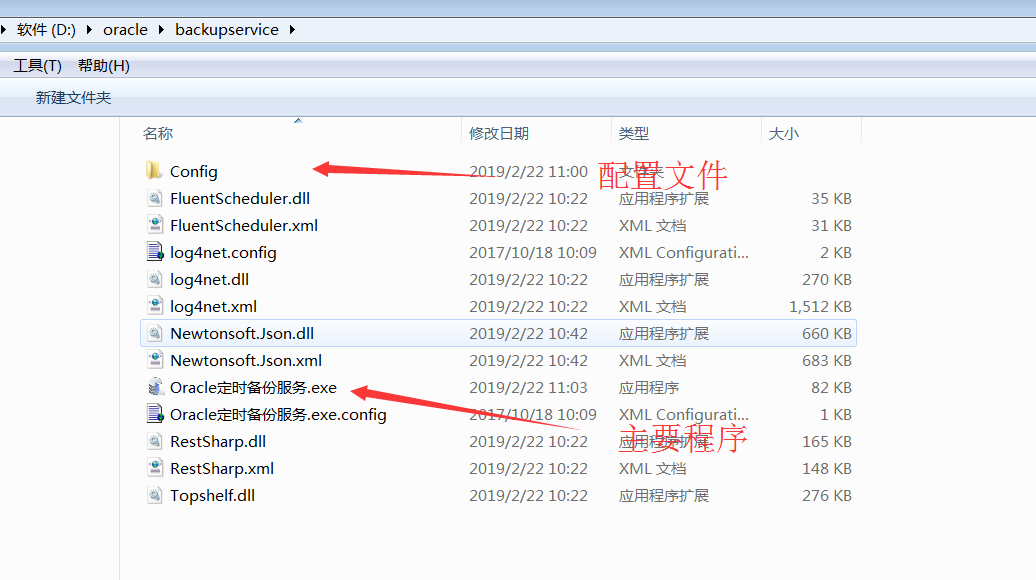 软件 (D:) oracle backupservice
工具(T) 帮助(H)
新建文件夹
名称 修改日期 类型 大小
Config 2019/2/22 11:00 文件夹
配置文件
FluentScheduler.dll 2019/2/22 10:22 应用程序扩展 35 KB
FluentScheduler.xml 2019/2/22 10:22 XML 文档 31 KB
log4net.config 2017/10/18 10:09 XML Configurati... 2 KB
log4net.dll 2019/2/22 10:22 应用程序扩展 270 KB
log4net.xml 2019/2/22 10:22 XML 文档 1,512 KB
Newtonsoft.Json.dll 2019/2/22 10:42 应用程序扩展 660 KB
Newtonsoft.Json.xml 2019/2/22 10:42 XML 文档 683 KB
Oracle定时备份服务.exe 2019/2/22 11:03 应用程序 82 KB
Oracle定时备份服务.exe.config 2017/10/18 10:09 XML Configurati... 1 KB
主要程序
RestSharp.dll 2019/2/22 10:22 应用程序扩展 165 KB
RestSharp.xml 2019/2/22 10:22 XML 文档 148 KB
Topshelf.dll 2019/2/22 10:22 应用程序扩展 276 KB